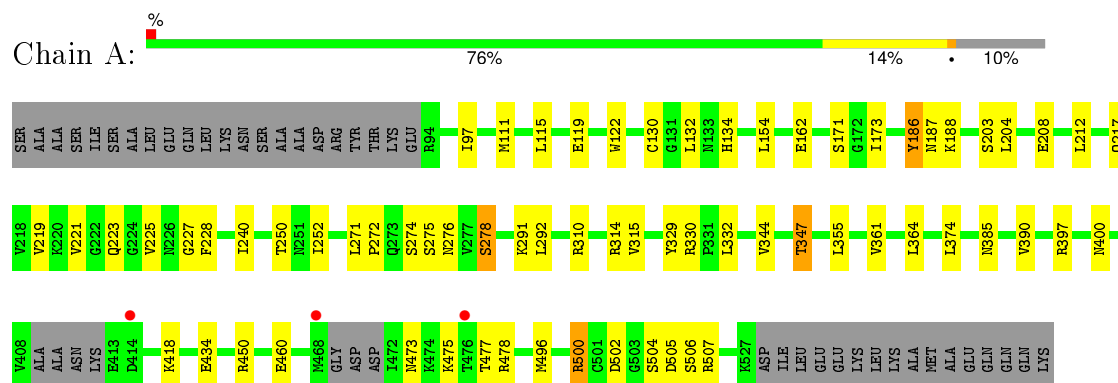 %
Chain A:
76% 14% • 10%
SER ALA ALA SER ILE SER ALA LEU GLU GLN LEU LYS ASN SER ALA ALA ASP ARG TYR THR LYS GLU R94 I97 M111 L115 E119 W122 C130 G131 L132 N133 H134 L154 E162 S171 G172 I173 Y186 N187 K188 S203 L204 E208 L212 Q217
V218 V219 K220 V221 G222 Q223 G224 V225 N226 G227 F228 I240 T250 N251 I252 L271 P272 Q273 S274 S275 N276 V277 S278 K291 L292 R310 R314 V315 Y329 R330 P331 L332 V344 T347 L355 V361 L364 L374 N385 V390 R397 N400
V408 ALA ALA ASN LYS E413 D414 K418 E434 R450 E460 M468 GLY ASP ASP I472 N473 K474 K475 T476 T477 R478 M496 R500 C501 D502 G503 S504 D505 S506 R507 K527 ASP ILE LEU GLU GLU LYS LEU LYS ALA MET ALA GLU GLN GLN GLN LYS